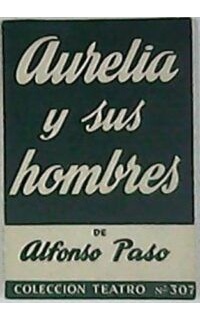 Aurelia
y sus
hombres
DE
Alfonso Paso
COLECCION TEATRO Nº 307